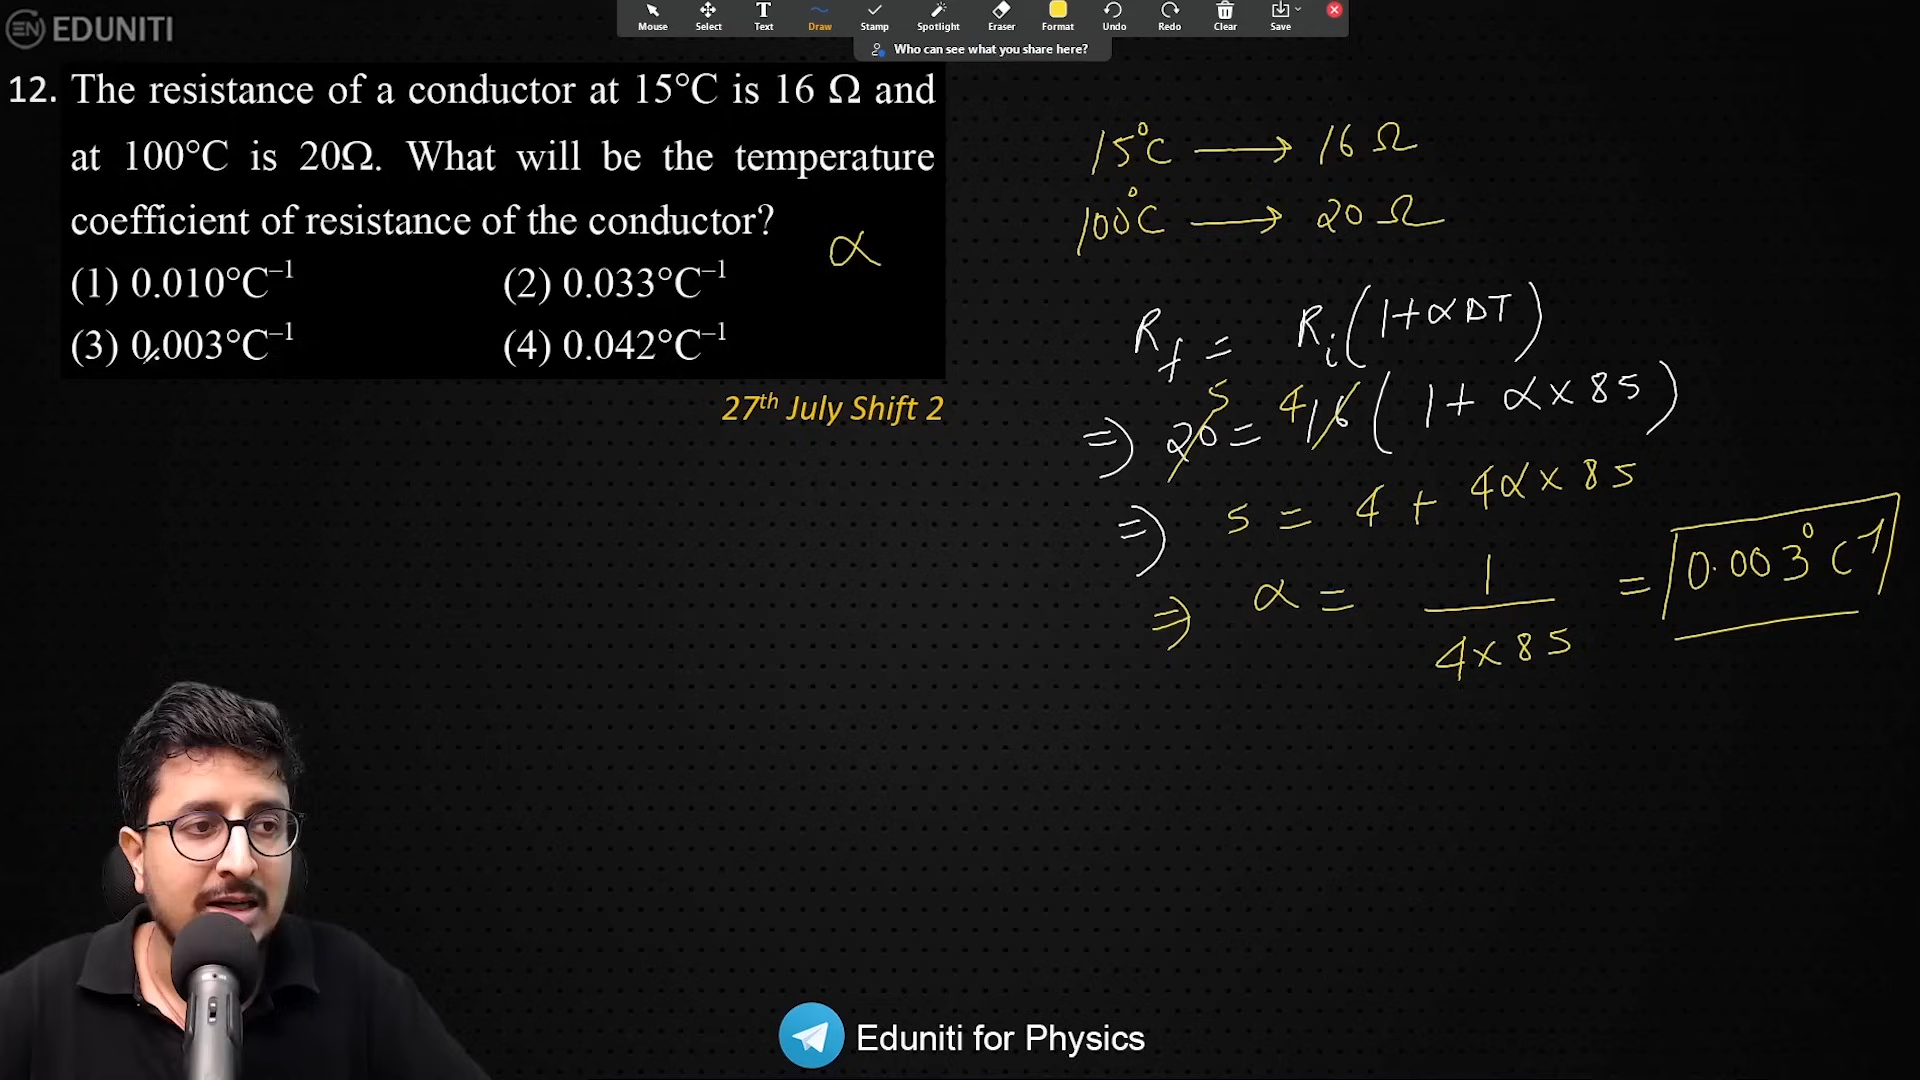 EDUNITI
Mouse Select Text Draw Stamp Spotlight Eraser Format Undo Redo Clear Save
Who can see what you share here?
12. The resistance of a conductor at 15°C is 16 Ω and
at 100°C is 20Ω. What will be the temperature
coefficient of resistance of the conductor?
α
(1) 0.010°C⁻¹ (2) 0.033°C⁻¹
(3) 0.003°C⁻¹ (4) 0.042°C⁻¹
27th July Shift 2
15°C → 16 Ω
100°C → 20 Ω
R_f = R_i (1+αΔT)
⇒ 20 5 = 4 16 (1+ α×85)
⇒ 5 = 4 + 4α×85
⇒ α = 1/(4×85) = 0.003°C⁻¹
Eduniti for Physics